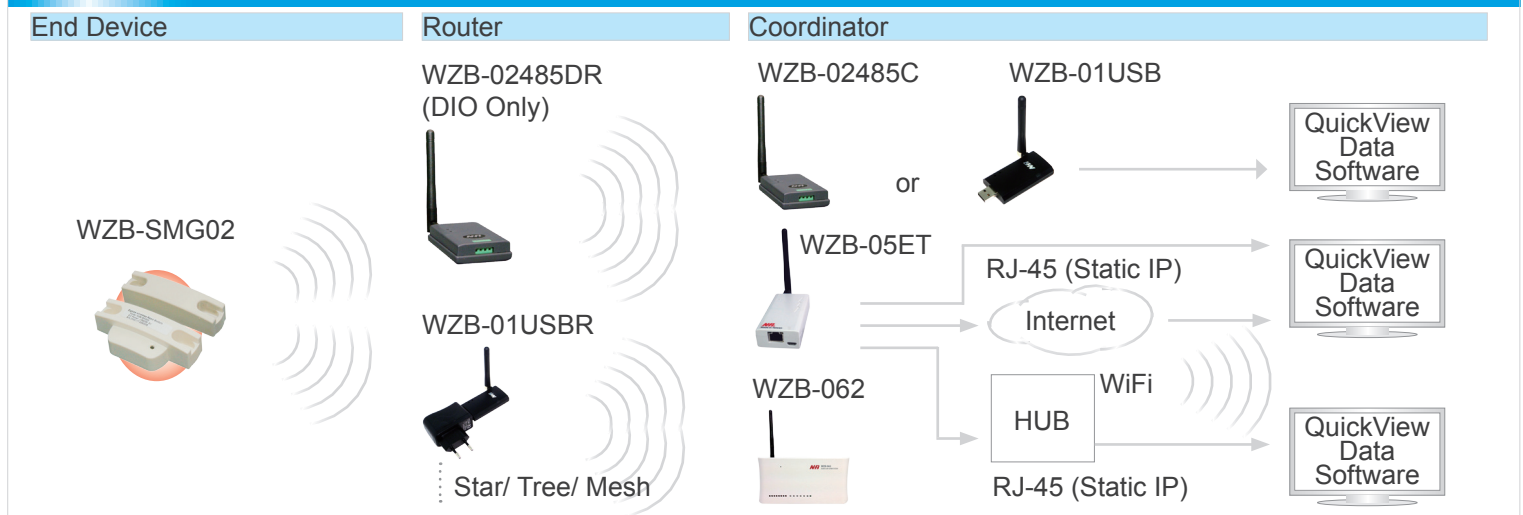 End Device
Router
Coordinator
WZB-SMG02
WZB-02485DR
(DIO Only)
WZB-01USBR
Star/ Tree/ Mesh
WZB-02485C
or
WZB-01USB
QuickView
Data
Software
WZB-05ET
RJ-45 (Static IP)
Internet
QuickView
Data
Software
WZB-062
HUB
WiFi
RJ-45 (Static IP)
QuickView
Data
Software